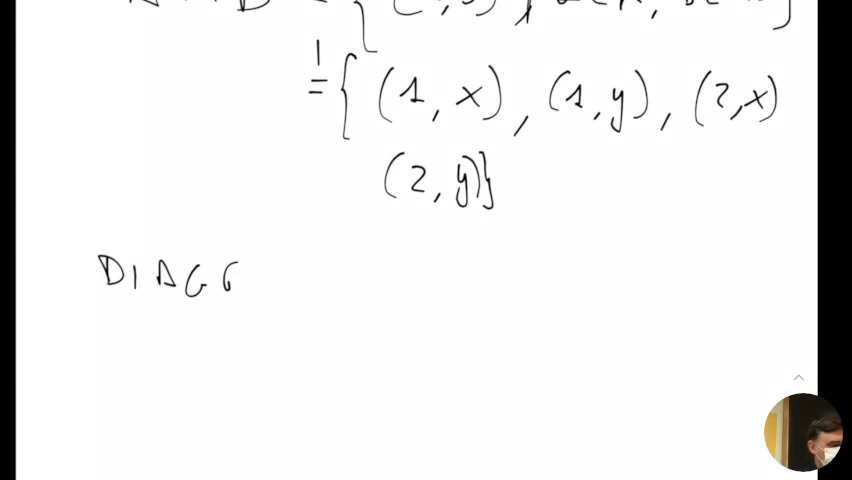 = { (1, x), (1, y), (2, x)
(2, y)}
DIAGG